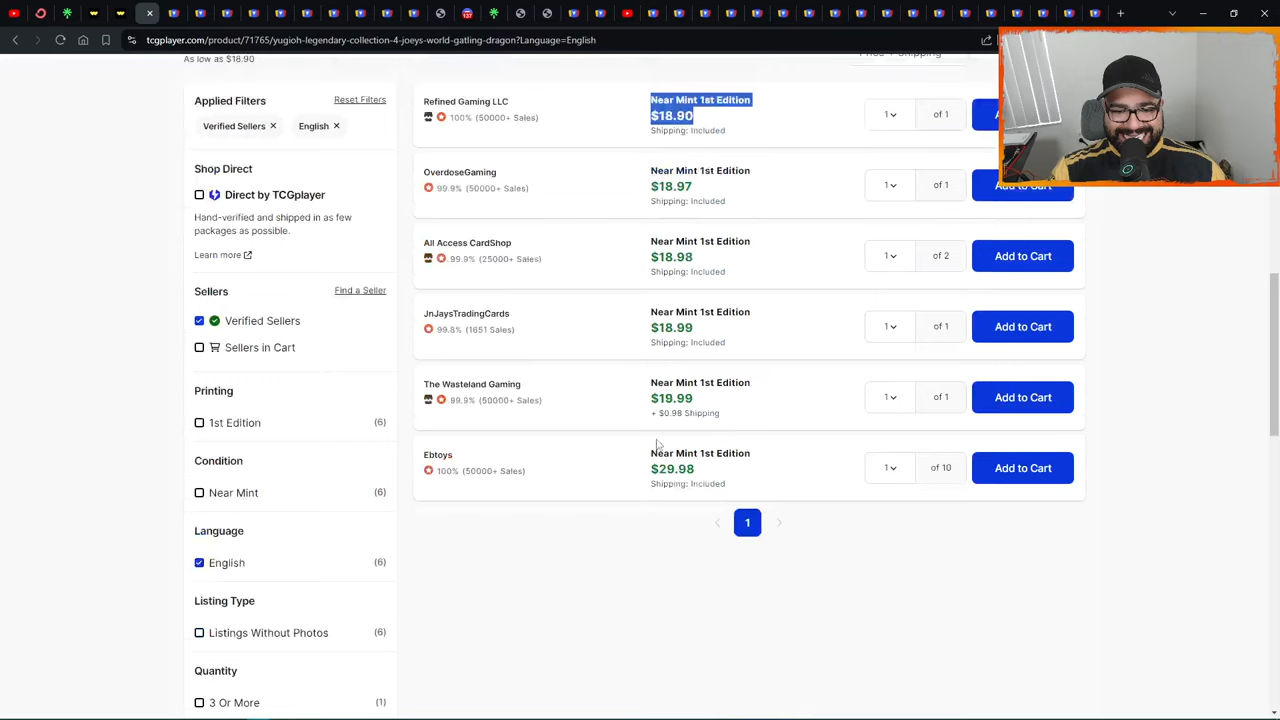 137
tcgplayer.com/product/71765/yugioh-legendary-collection-4-joeys-world-gatling-dragon?Language=English
As low as $18.90
Price + Shipping
Applied Filters
Reset Filters
Verified Sellers ✕
English ✕
Shop Direct
Direct by TCGplayer
Hand-verified and shipped in as few
packages as possible.
Learn more
Sellers
Find a Seller
Verified Sellers
Sellers in Cart
Printing
1st Edition (6)
Condition
Near Mint (6)
Language
English (6)
Listing Type
Listings Without Photos (6)
Quantity
3 Or More (1)
Refined Gaming LLC
100% (50000+ Sales)
Near Mint 1st Edition
$18.90
Shipping: Included
1
of 1
OverdoseGaming
99.9% (50000+ Sales)
Near Mint 1st Edition
$18.97
Shipping: Included
1
of 1
Add to Cart
All Access CardShop
99.9% (25000+ Sales)
Near Mint 1st Edition
$18.98
Shipping: Included
1
of 2
Add to Cart
JnJaysTradingCards
99.8% (1651 Sales)
Near Mint 1st Edition
$18.99
Shipping: Included
1
of 1
Add to Cart
The Wasteland Gaming
99.9% (50000+ Sales)
Near Mint 1st Edition
$19.99
+ $0.98 Shipping
1
of 1
Add to Cart
Ebtoys
100% (50000+ Sales)
Near Mint 1st Edition
$29.98
Shipping: Included
1
of 10
Add to Cart
1